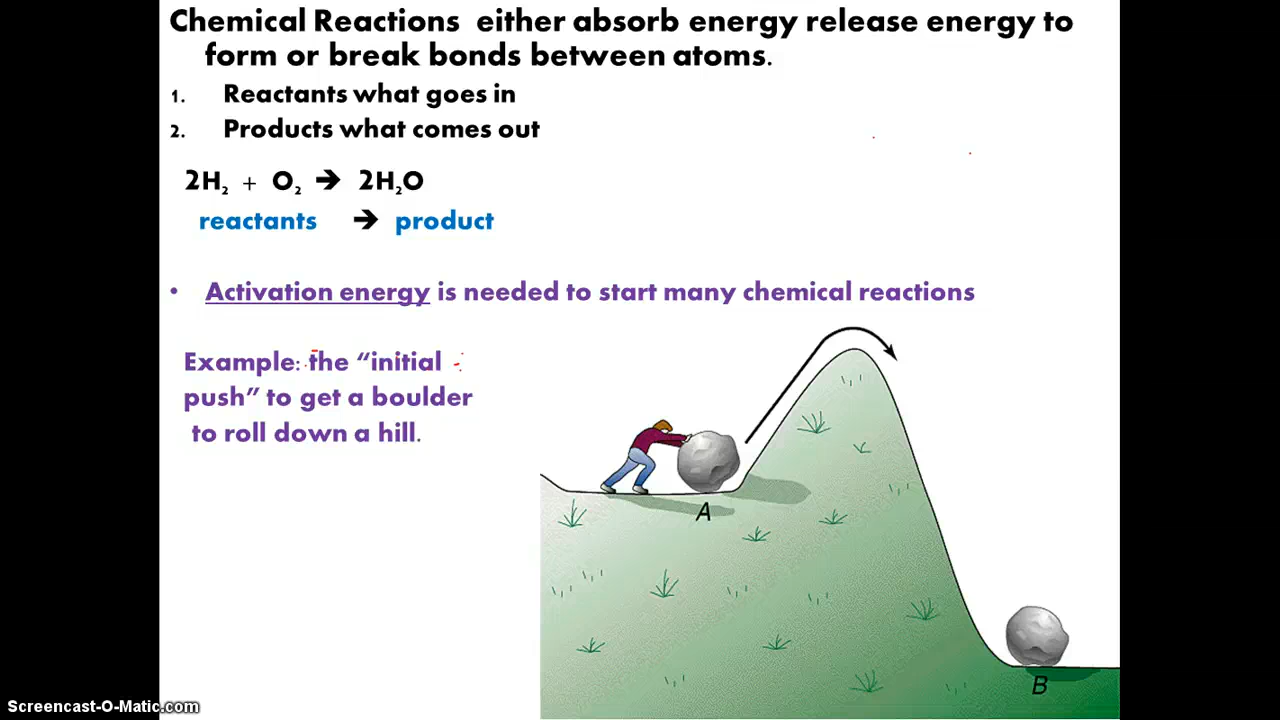 Chemical Reactions either absorb energy release energy to
form or break bonds between atoms.
1. Reactants what goes in
2. Products what comes out
2H₂ + O₂ ➔ 2H₂O
reactants ➔ product
• Activation energy is needed to start many chemical reactions
Example: the “initial
push” to get a boulder
to roll down a hill.
A
B
Screencast-O-Matic.com